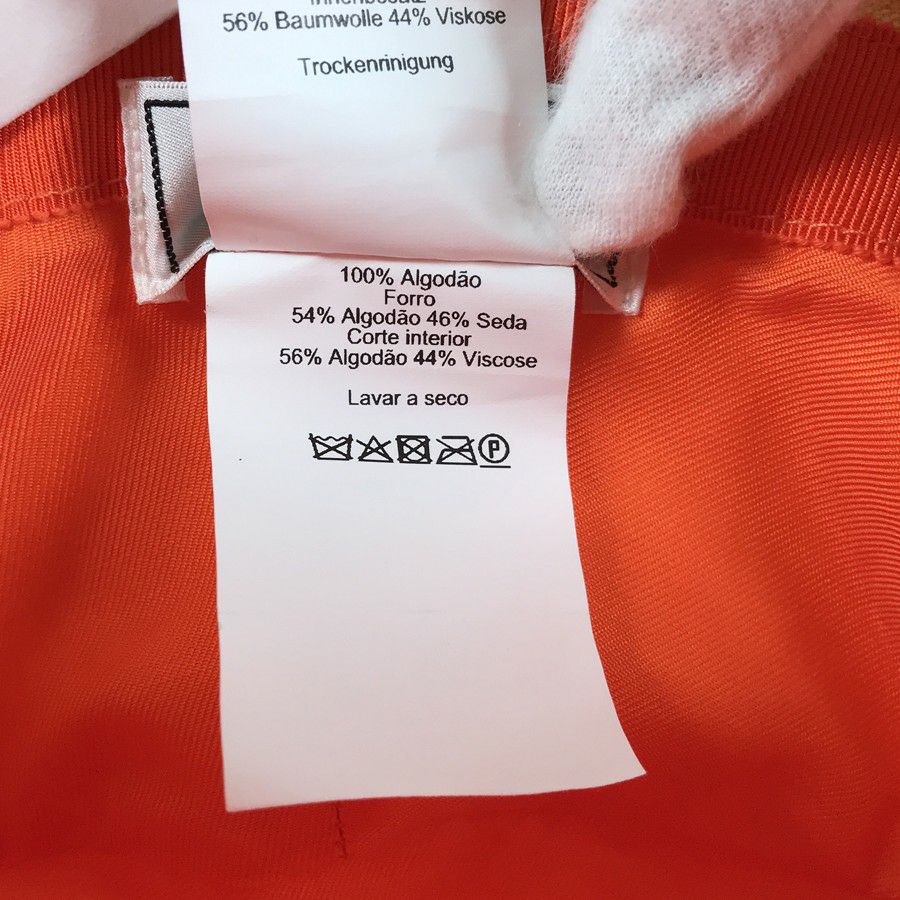 56% Baumwolle 44% Viskose
Trockenrinigung
100% Algodão
Forro
54% Algodão 46% Seda
Corte interior
56% Algodão 44% Viscose
Lavar a seco
P